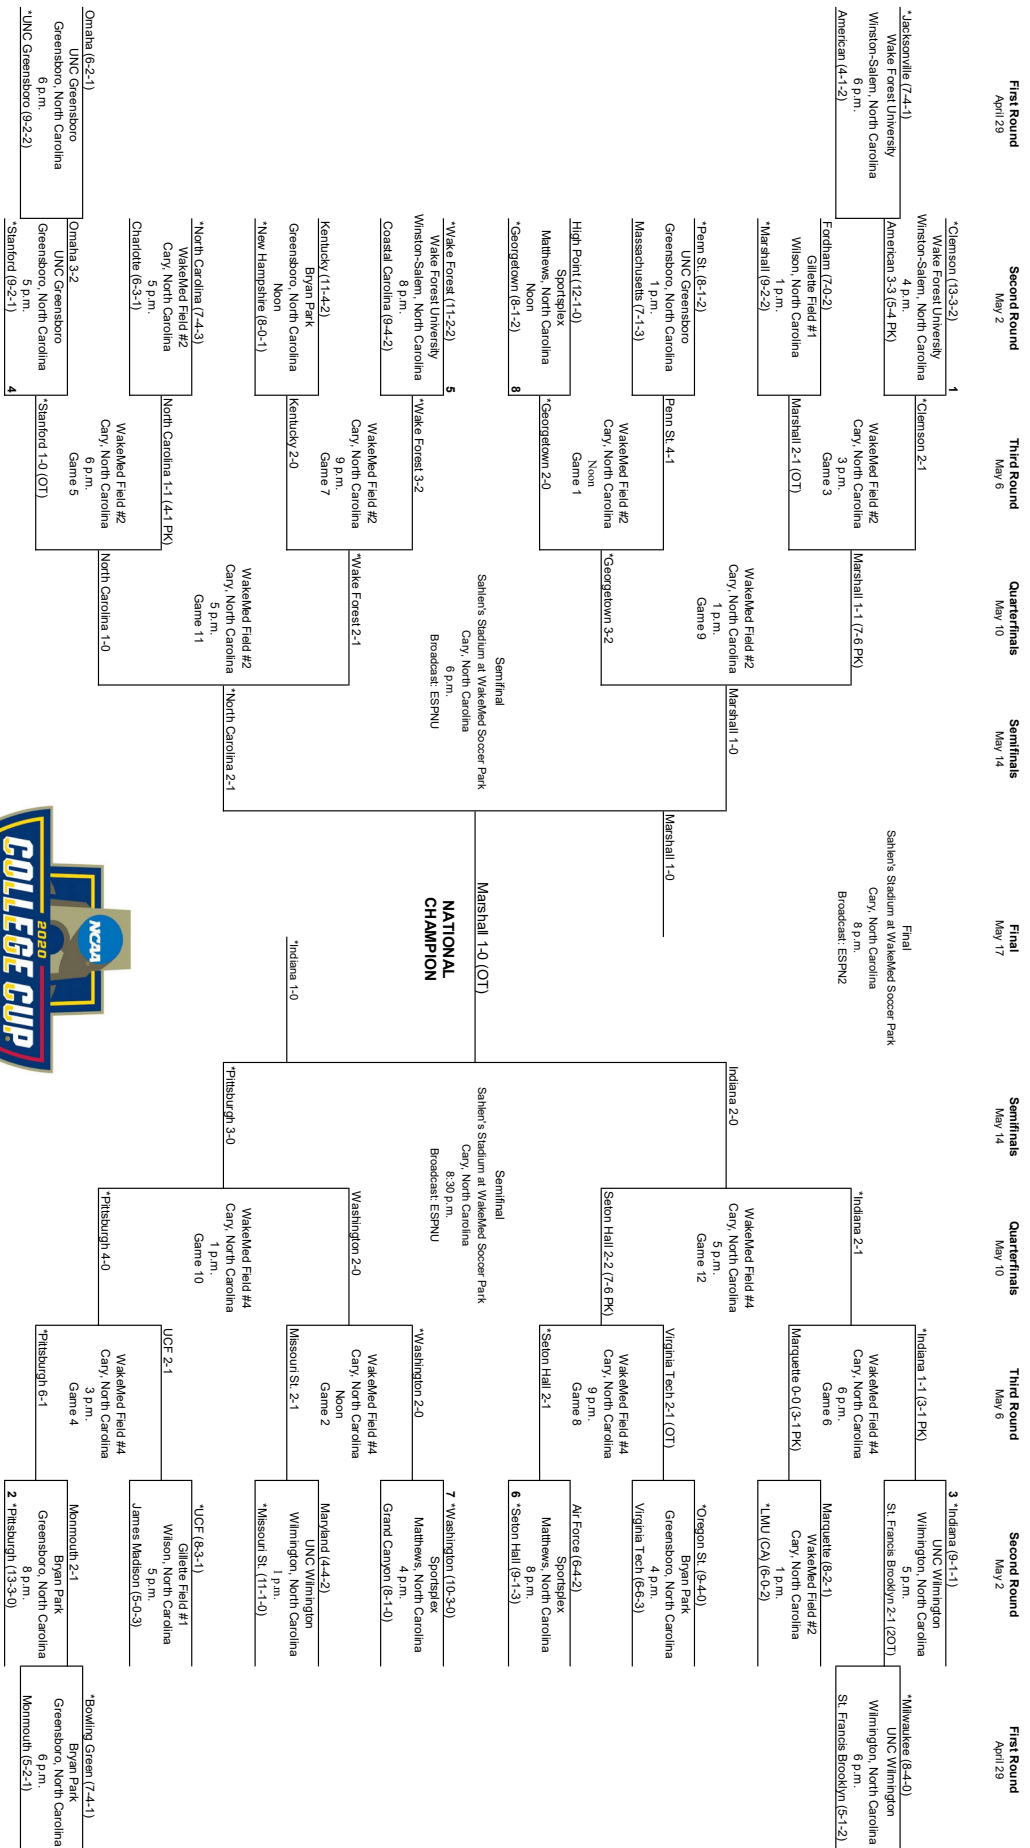 First Round
April 29
Second Round
May 2
Third Round
May 6
Quarterfinals
May 10
Semifinals
May 14
Final
May 17
Semifinals
May 14
Quarterfinals
May 10
Third Round
May 6
Second Round
May 2
First Round
April 29
*Jacksonville (7-4-1)
Wake Forest University
Winston-Salem, North Carolina
6 p.m.
American (4-1-2)
Omaha (6-2-1)
UNC Greensboro
Greensboro, North Carolina
6 p.m.
*UNC Greensboro (9-2-2)
1
*Clemson (13-3-2)
Wake Forest University
Winston-Salem, North Carolina
4 p.m.
American 3-3 (5-4 PK)
Fordham (7-0-2)
Gillette Field #1
Wilson, North Carolina
1 p.m.
*Marshall (9-2-2)
*Penn St. (8-1-2)
UNC Greensboro
Greensboro, North Carolina
1 p.m.
Massachusetts (7-1-3)
High Point (12-1-0)
Sportsplex
Matthews, North Carolina
Noon
*Georgetown (8-1-2)
8
5
*Wake Forest (11-2-2)
Wake Forest University
Winston-Salem, North Carolina
8 p.m.
Coastal Carolina (9-4-2)
Kentucky (11-4-2)
Bryan Park
Greensboro, North Carolina
Noon
*New Hampshire (8-0-1)
*North Carolina (7-4-3)
WakeMed Field #2
Cary, North Carolina
5 p.m.
Charlotte (6-3-1)
Omaha 3-2
UNC Greensboro
Greensboro, North Carolina
5 p.m.
*Stanford (9-2-1)
4
*Clemson 2-1
WakeMed Field #2
Cary, North Carolina
3 p.m.
Game 3
Marshall 2-1 (OT)
Penn St. 4-1
WakeMed Field #2
Cary, North Carolina
Noon
Game 1
*Georgetown 2-0
*Wake Forest 3-2
WakeMed Field #2
Cary, North Carolina
9 p.m.
Game 7
Kentucky 2-0
North Carolina 1-1 (4-1 PK)
WakeMed Field #2
Cary, North Carolina
6 p.m.
Game 5
*Stanford 1-0 (OT)
Marshall 1-1 (7-6 PK)
WakeMed Field #2
Cary, North Carolina
1 p.m.
Game 9
*Georgetown 3-2
*Wake Forest 2-1
WakeMed Field #2
Cary, North Carolina
5 p.m.
Game 11
North Carolina 1-0
Marshall 1-0
Semifinal
Sahlen's Stadium at WakeMed Soccer Park
Cary, North Carolina
6 p.m.
Broadcast: ESPNU
*North Carolina 2-1
Final
Sahlen's Stadium at WakeMed Soccer Park
Cary, North Carolina
8 p.m.
Broadcast: ESPN2
Marshall 1-0
Marshall 1-0 (OT)
NATIONAL
CHAMPION
*Indiana 1-0
NCAA
2020
COLLEGE CUP
Indiana 2-0
Semifinal
Sahlen's Stadium at WakeMed Soccer Park
Cary, North Carolina
8:30 p.m.
Broadcast: ESPNU
*Pittsburgh 3-0
*Indiana 2-1
WakeMed Field #4
Cary, North Carolina
5 p.m.
Game 12
Seton Hall 2-2 (7-6 PK)
Washington 2-0
WakeMed Field #4
Cary, North Carolina
1 p.m.
Game 10
*Pittsburgh 4-0
*Indiana 1-1 (3-1 PK)
WakeMed Field #4
Cary, North Carolina
6 p.m.
Game 6
Marquette 0-0 (3-1 PK)
Virginia Tech 2-1 (OT)
WakeMed Field #4
Cary, North Carolina
9 p.m.
Game 8
*Seton Hall 2-1
*Washington 2-0
WakeMed Field #4
Cary, North Carolina
Noon
Game 2
Missouri St. 2-1
UCF 2-1
WakeMed Field #4
Cary, North Carolina
3 p.m.
Game 4
*Pittsburgh 6-1
3 *Indiana (9-1-1)
UNC Wilmington
Wilmington, North Carolina
5 p.m.
St. Francis Brooklyn 2-1 (2OT)
Marquette (8-2-1)
WakeMed Field #2
Cary, North Carolina
1 p.m.
*LMU (CA) (6-0-2)
*Oregon St. (9-4-0)
Bryan Park
Greensboro, North Carolina
4 p.m.
Virginia Tech (6-6-3)
Air Force (6-4-2)
Sportsplex
Matthews, North Carolina
8 p.m.
6 *Seton Hall (9-1-3)
7 *Washington (10-3-0)
Sportsplex
Matthews, North Carolina
4 p.m.
Grand Canyon (8-1-0)
Maryland (4-4-2)
UNC Wilmington
Wilmington, North Carolina
1 p.m.
*Missouri St. (11-1-0)
*UCF (8-3-1)
Gillette Field #1
Wilson, North Carolina
5 p.m.
James Madison (5-0-3)
Monmouth 2-1
Bryan Park
Greensboro, North Carolina
8 p.m.
2 *Pittsburgh (13-3-0)
*Milwaukee (8-4-0)
UNC Wilmington
Wilmington, North Carolina
6 p.m.
St. Francis Brooklyn (5-1-2)
*Bowling Green (7-4-1)
Bryan Park
Greensboro, North Carolina
6 p.m.
Monmouth (5-2-1)